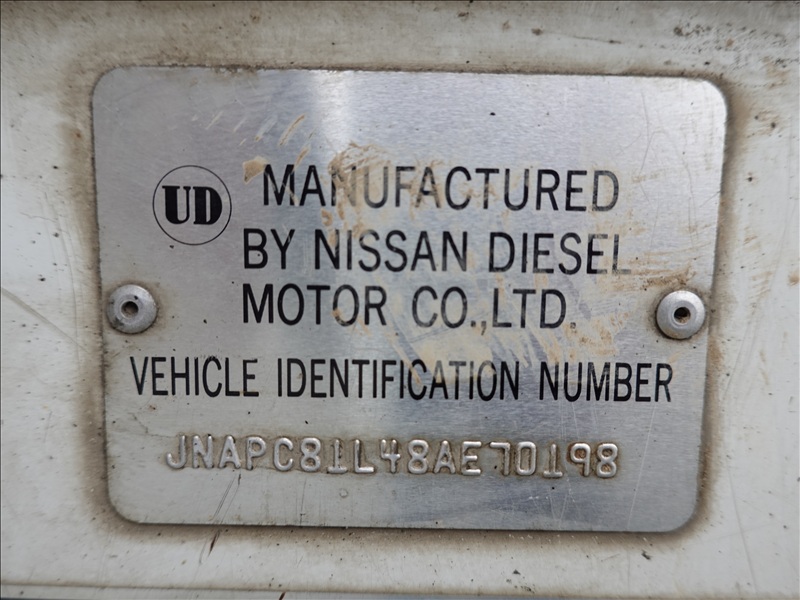 UD MANUFACTURED
BY NISSAN DIESEL
MOTOR CO.,LTD.
VEHICLE IDENTIFICATION NUMBER
JNAPC81L48AE70198